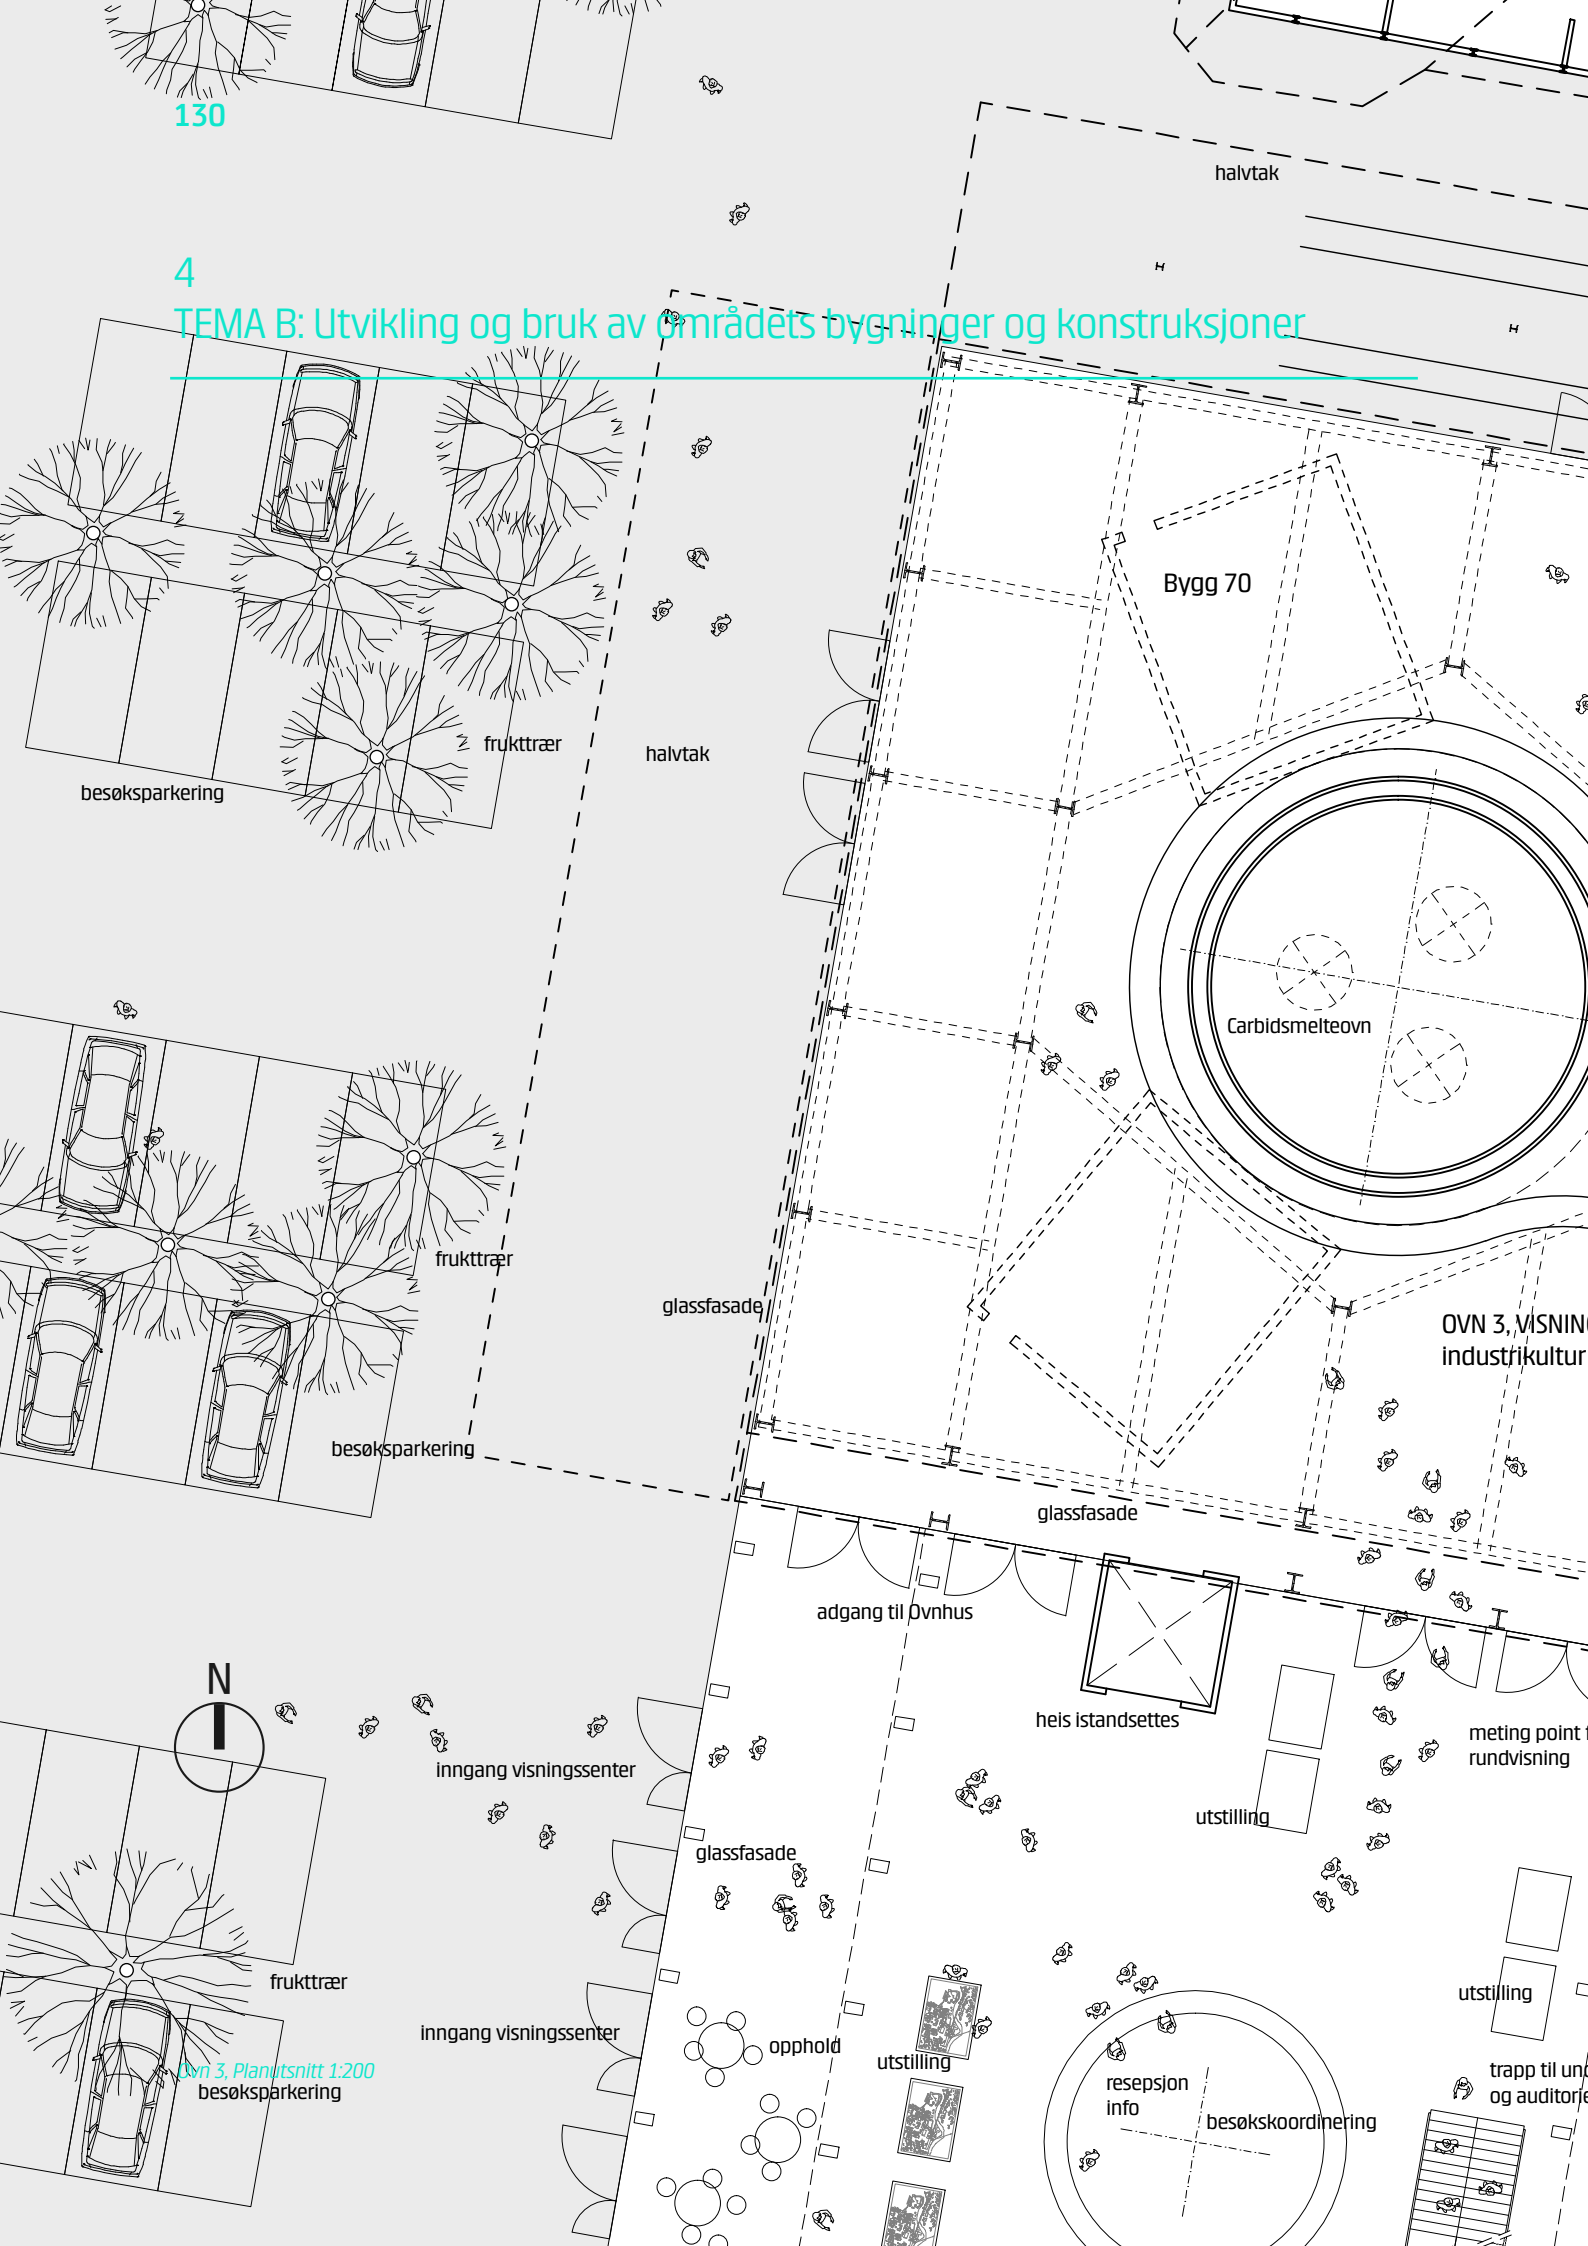 130
halvtak
4
TEMA B: Utvikling og bruk av områdets bygninger og konstruksjoner
Bygg 70
frukttrær
halvtak
besøksparkering
Carbidsmelteovn
frukttrær
glassfasade
OVN 3, VISNIN
industrikultur
besøksparkering
glassfasade
adgang til Ovnhus
N
heis istandsettes
meting point f
rundvisning
inngang visningssenter
utstilling
glassfasade
frukttrær
utstilling
inngang visningssenter
opphold
utstilling
Ovn 3, Planutsnitt 1:200
besøksparkering
resepsjon
info
besøkskoordinering
trapp til und
og auditorie